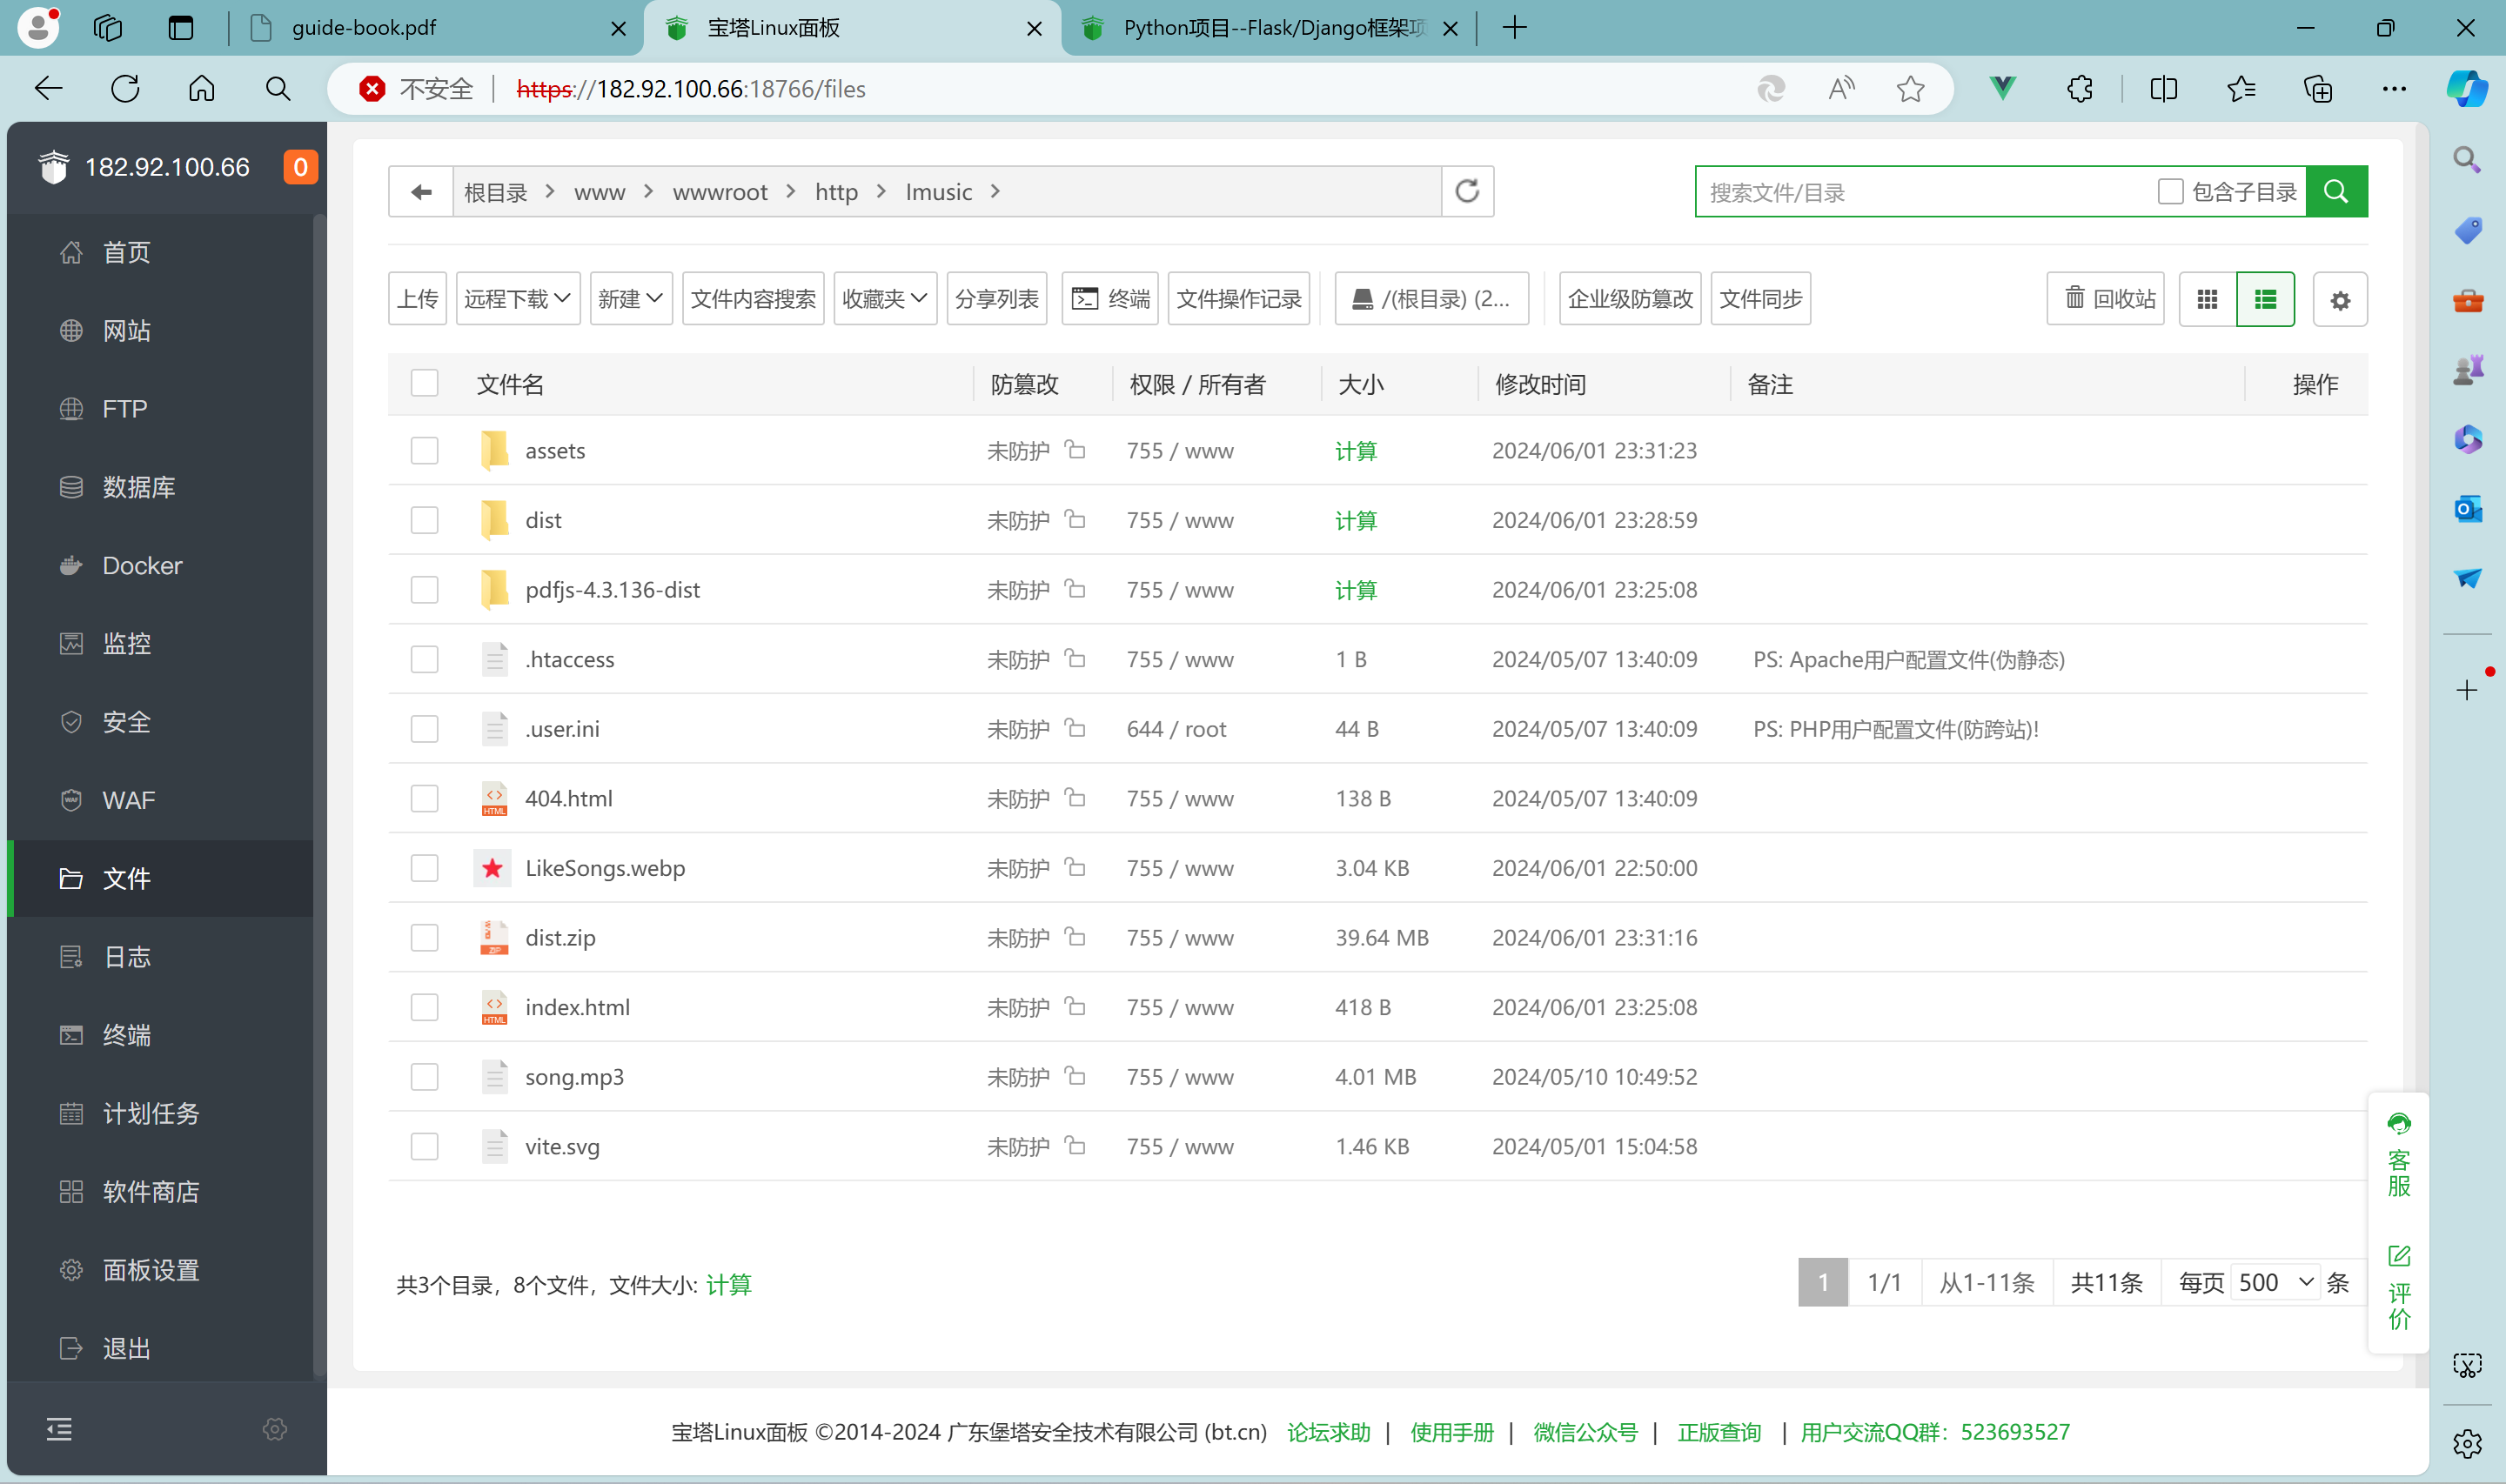 guide-book.pdf
宝塔Linux面板
Python项目--Flask/Django框架项
不安全
https://182.92.100.66:18766/files
182.92.100.66
0
首页
网站
FTP
数据库
Docker
监控
安全
WAF
文件
日志
终端
计划任务
软件商店
面板设置
退出
根目录 > www > wwwroot > http > lmusic >
搜索文件/目录
包含子目录
上传 远程下载 新建 文件内容搜索 收藏夹 分享列表 终端 文件操作记录 /(根目录) (2... 企业级防篡改 文件同步 回收站
文件名 防篡改 权限 / 所有者 大小 修改时间 备注 操作
assets 未防护 755 / www 计算 2024/06/01 23:31:23
dist 未防护 755 / www 计算 2024/06/01 23:28:59
pdfjs-4.3.136-dist 未防护 755 / www 计算 2024/06/01 23:25:08
.htaccess 未防护 755 / www 1 B 2024/05/07 13:40:09 PS: Apache用户配置文件(伪静态)
.user.ini 未防护 644 / root 44 B 2024/05/07 13:40:09 PS: PHP用户配置文件(防跨站)!
404.html 未防护 755 / www 138 B 2024/05/07 13:40:09
LikeSongs.webp 未防护 755 / www 3.04 KB 2024/06/01 22:50:00
dist.zip 未防护 755 / www 39.64 MB 2024/06/01 23:31:16
index.html 未防护 755 / www 418 B 2024/06/01 23:25:08
song.mp3 未防护 755 / www 4.01 MB 2024/05/10 10:49:52
vite.svg 未防护 755 / www 1.46 KB 2024/05/01 15:04:58
共3个目录，8个文件，文件大小: 计算
1 1/1 从1-11条 共11条 每页 500 条
客服
评价
宝塔Linux面板 ©2014-2024 广东堡塔安全技术有限公司 (bt.cn) 论坛求助 | 使用手册 | 微信公众号 | 正版查询 | 用户交流QQ群：523693527